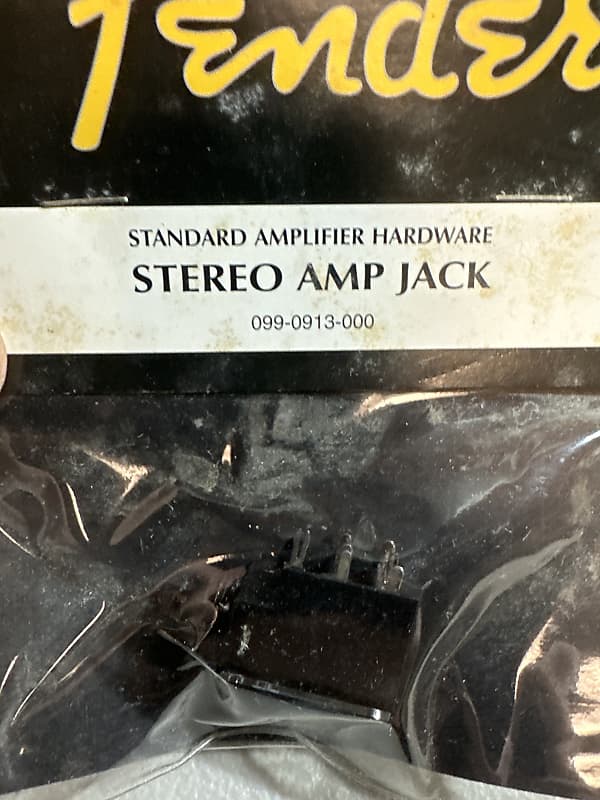 Fender
STANDARD AMPLIFIER HARDWARE
STEREO AMP JACK
099-0913-000